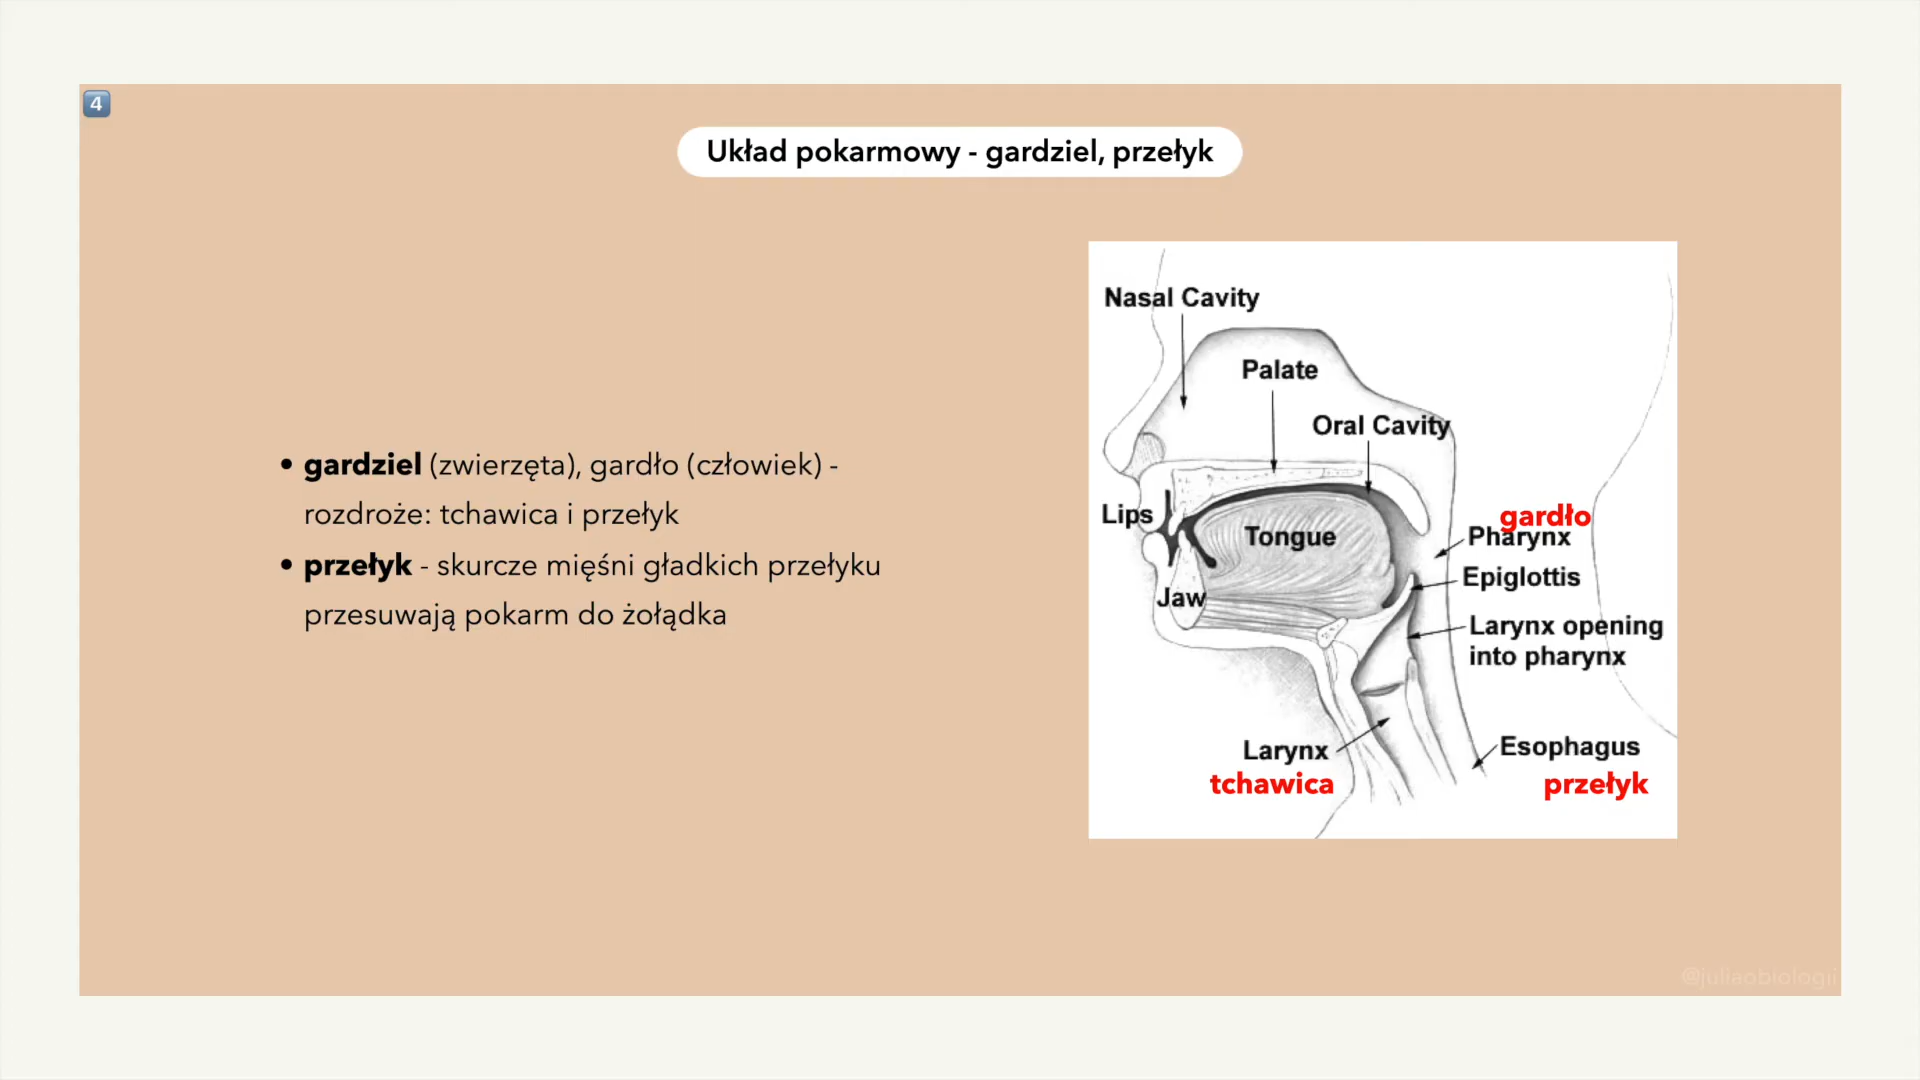 4
Układ pokarmowy - gardziel, przełyk
• gardziel (zwierzęta), gardło (człowiek) -
rozdroże: tchawica i przełyk
• przełyk - skurcze mięśni gładkich przełyku
przesuwają pokarm do żołądka
Nasal Cavity
Palate
Oral Cavity
Lips
Tongue
Jaw
gardło
Pharynx
Epiglottis
Larynx opening
into pharynx
Larynx
tchawica
Esophagus
przełyk
@juliaobiologii